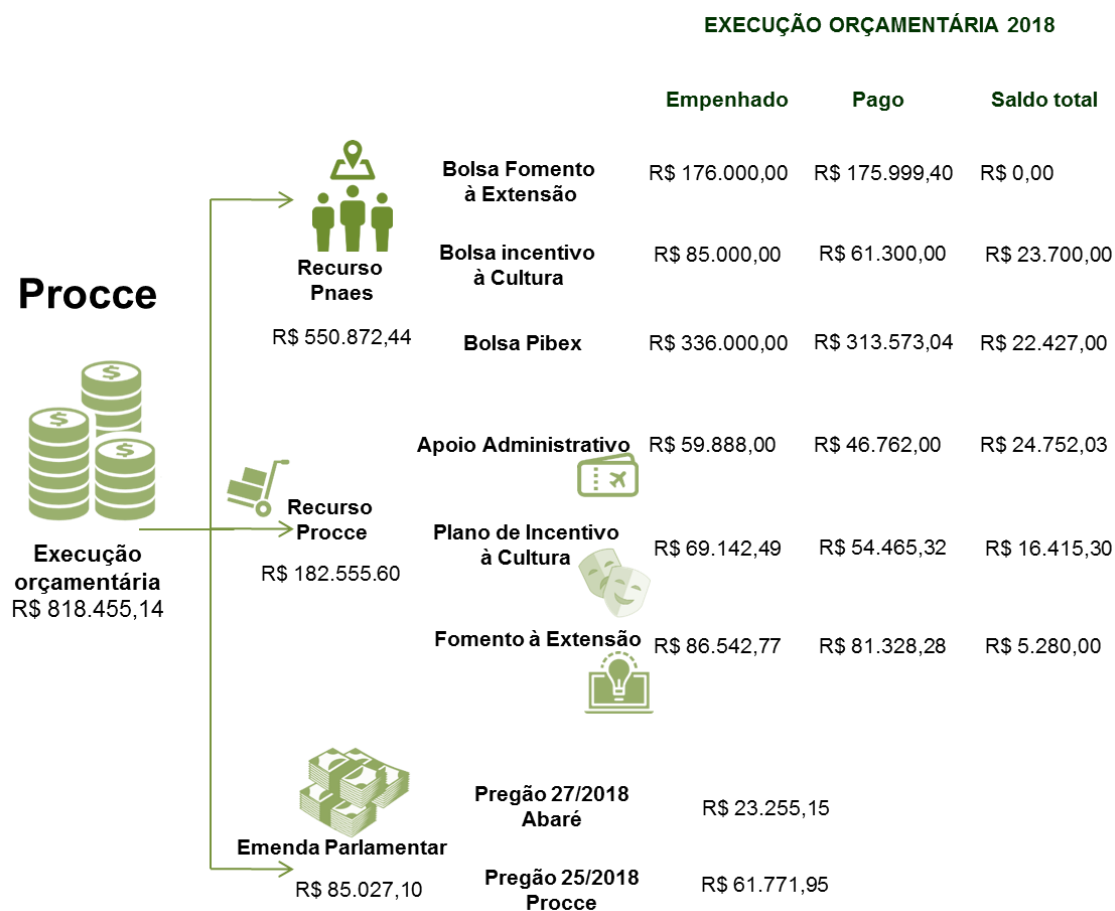 EXECUÇÃO ORÇAMENTÁRIA 2018
Empenhado Pago Saldo total
Procce
Execução
orçamentária
R$ 818.455,14
Recurso
Pnaes
R$ 550.872,44
Bolsa Fomento
à Extensão
R$ 176.000,00 R$ 175.999,40 R$ 0,00
Bolsa incentivo
à Cultura
R$ 85.000,00 R$ 61.300,00 R$ 23.700,00
Bolsa Pibex R$ 336.000,00 R$ 313.573,04 R$ 22.427,00
Recurso
Procce
R$ 182.555.60
Apoio Administrativo R$ 59.888,00 R$ 46.762,00 R$ 24.752,03
Plano de Incentivo
à Cultura
R$ 69.142,49 R$ 54.465,32 R$ 16.415,30
Fomento à Extensão R$ 86.542,77 R$ 81.328,28 R$ 5.280,00
Emenda Parlamentar
R$ 85.027,10
Pregão 27/2018
Abaré
R$ 23.255,15
Pregão 25/2018
Procce
R$ 61.771,95